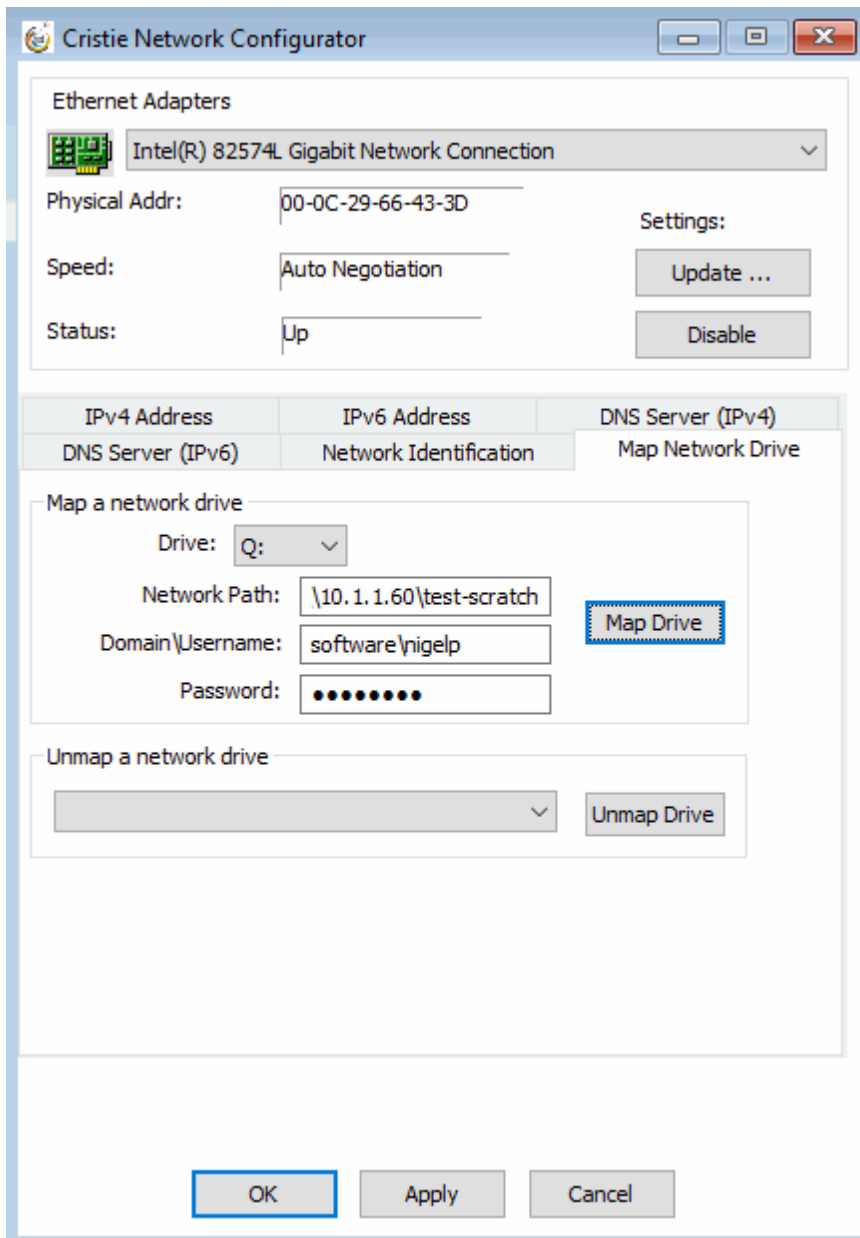 Cristie Network Configurator
Ethernet Adapters
Intel(R) 82574L Gigabit Network Connection
Physical Addr: 00-0C-29-66-43-3D
Settings:
Speed: Auto Negotiation
Update ...
Status: Up
Disable
IPv4 Address IPv6 Address DNS Server (IPv4)
DNS Server (IPv6) Network Identification Map Network Drive
Map a network drive
Drive: Q:
Network Path: \10.1.1.60\test-scratch
Map Drive
Domain\Username: software\nigelp
Password: ●●●●●●●●
Unmap a network drive
Unmap Drive
OK Apply Cancel